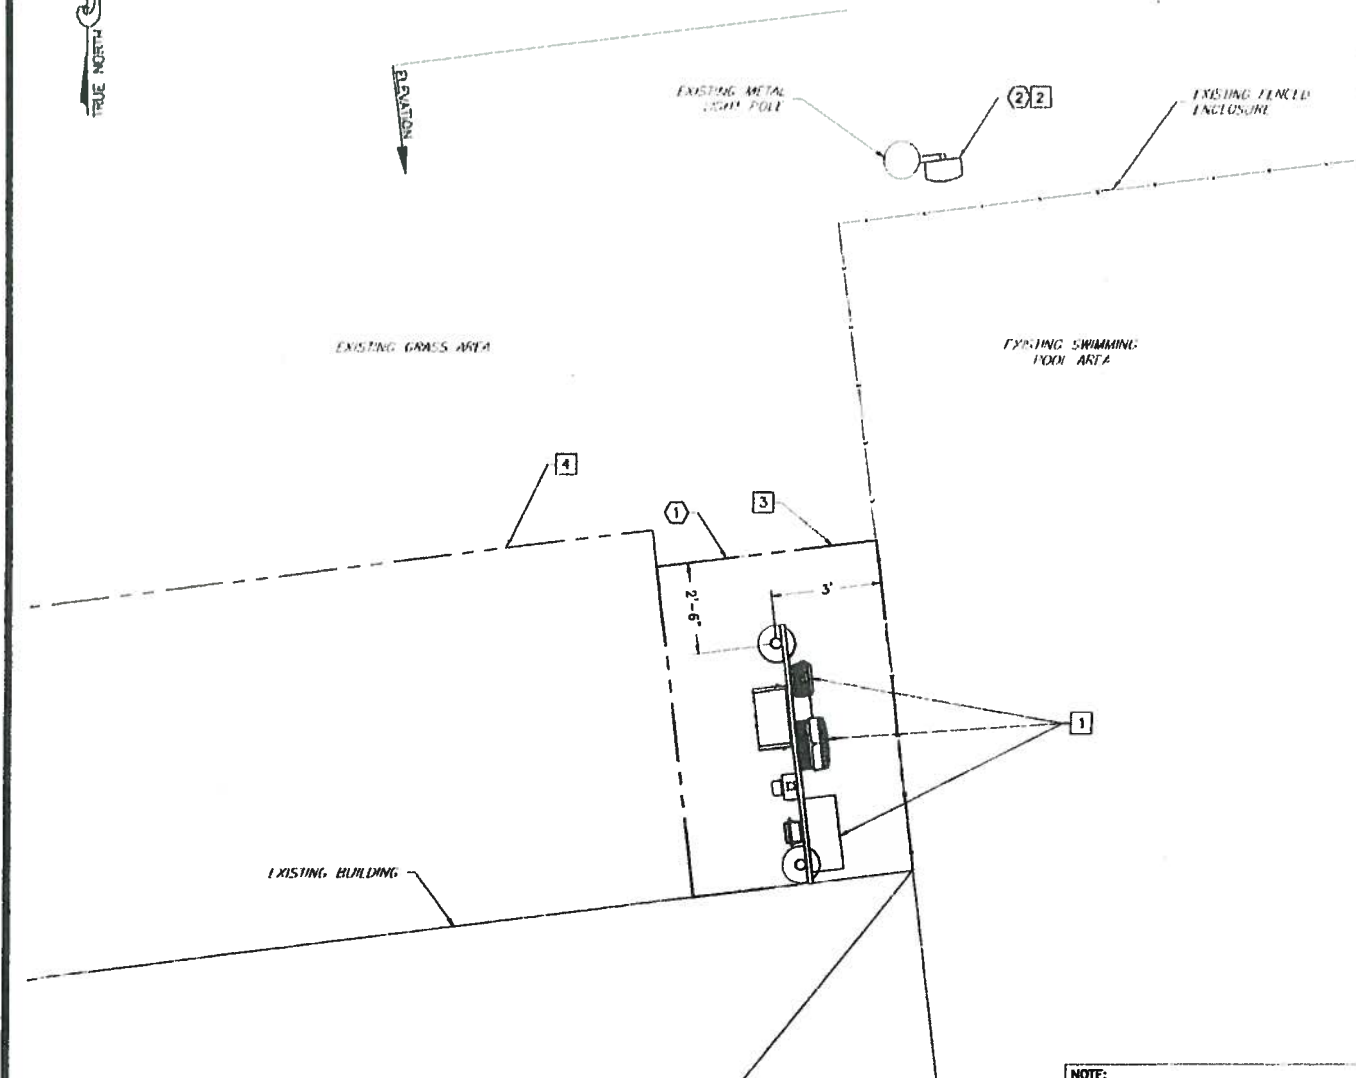 TRUE NORTH
ELEVATION
EXISTING METAL
LIGHT POLE
2 2
EXISTING FENCED
ENCLOSURE
EXISTING GRASS AREA
EXISTING SWIMMING
POOL AREA
4
1
3
2'-6"
3'
1
EXISTING BUILDING
NOTE: